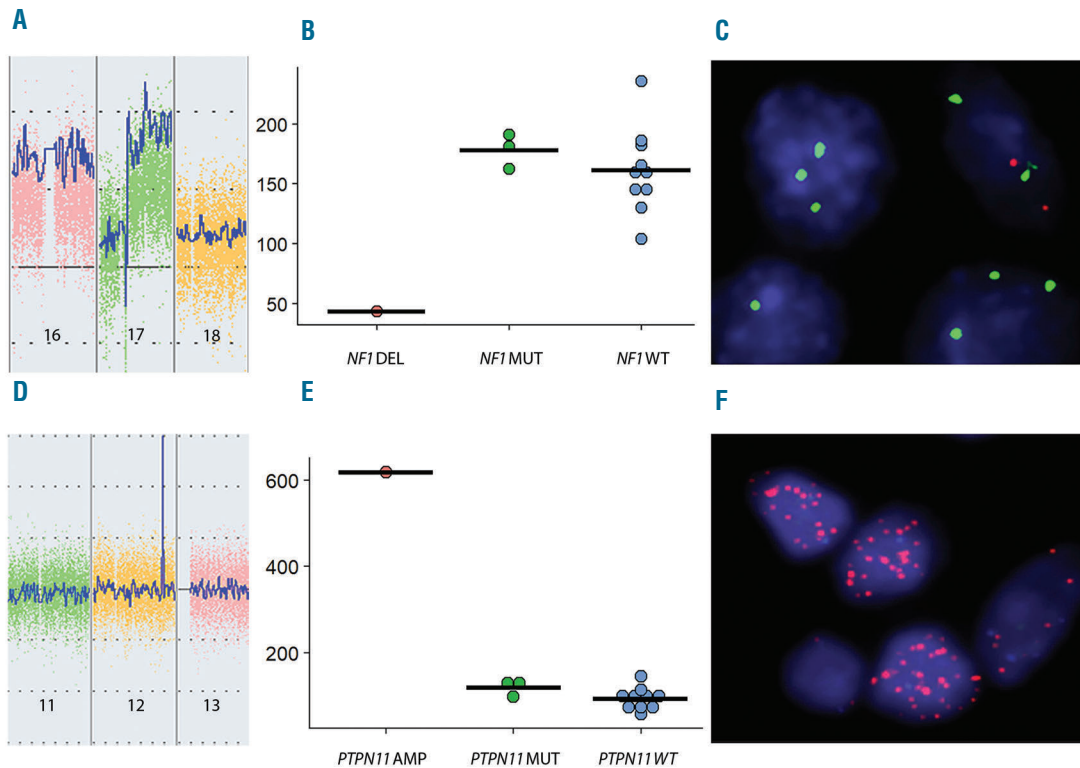 A
B
C
16
17
18
200
150
100
50
NF1 DEL
NF1 MUT
NF1 WT
D
E
F
11
12
13
600
400
200
PTPN11 AMP
PTPN11 MUT
PTPN11 WT